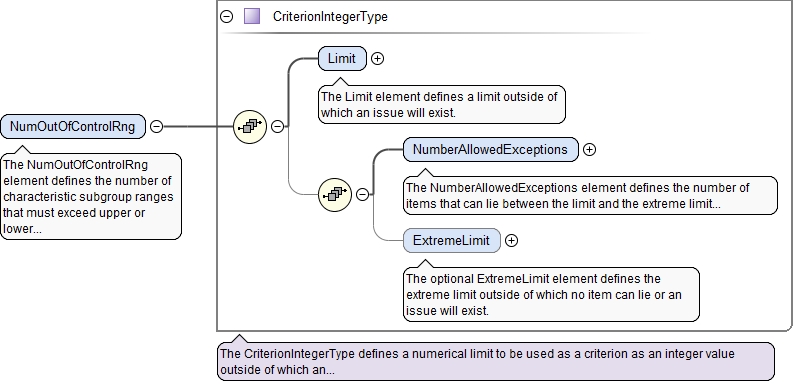 CriterionIntegerType
Limit
The Limit element defines a limit outside of
which an issue will exist.
NumOutOfControlRng
The NumOutOfControlRng
element defines the number of
characteristic subgroup ranges
that must exceed upper or
lower...
NumberAllowedExceptions
The NumberAllowedExceptions element defines the number of
items that can lie between the limit and the extreme limit...
ExtremeLimit
The optional ExtremeLimit element defines the
extreme limit outside of which no item can lie or an
issue will exist.
The CriterionIntegerType defines a numerical limit to be used as a criterion as an integer value
outside of which an...